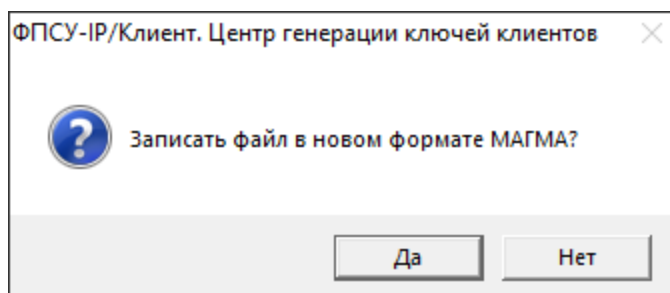 ФПСУ-IP/Клиент. Центр генерации ключей клиентов
Записать файл в новом формате МАГМА?
Да
Нет